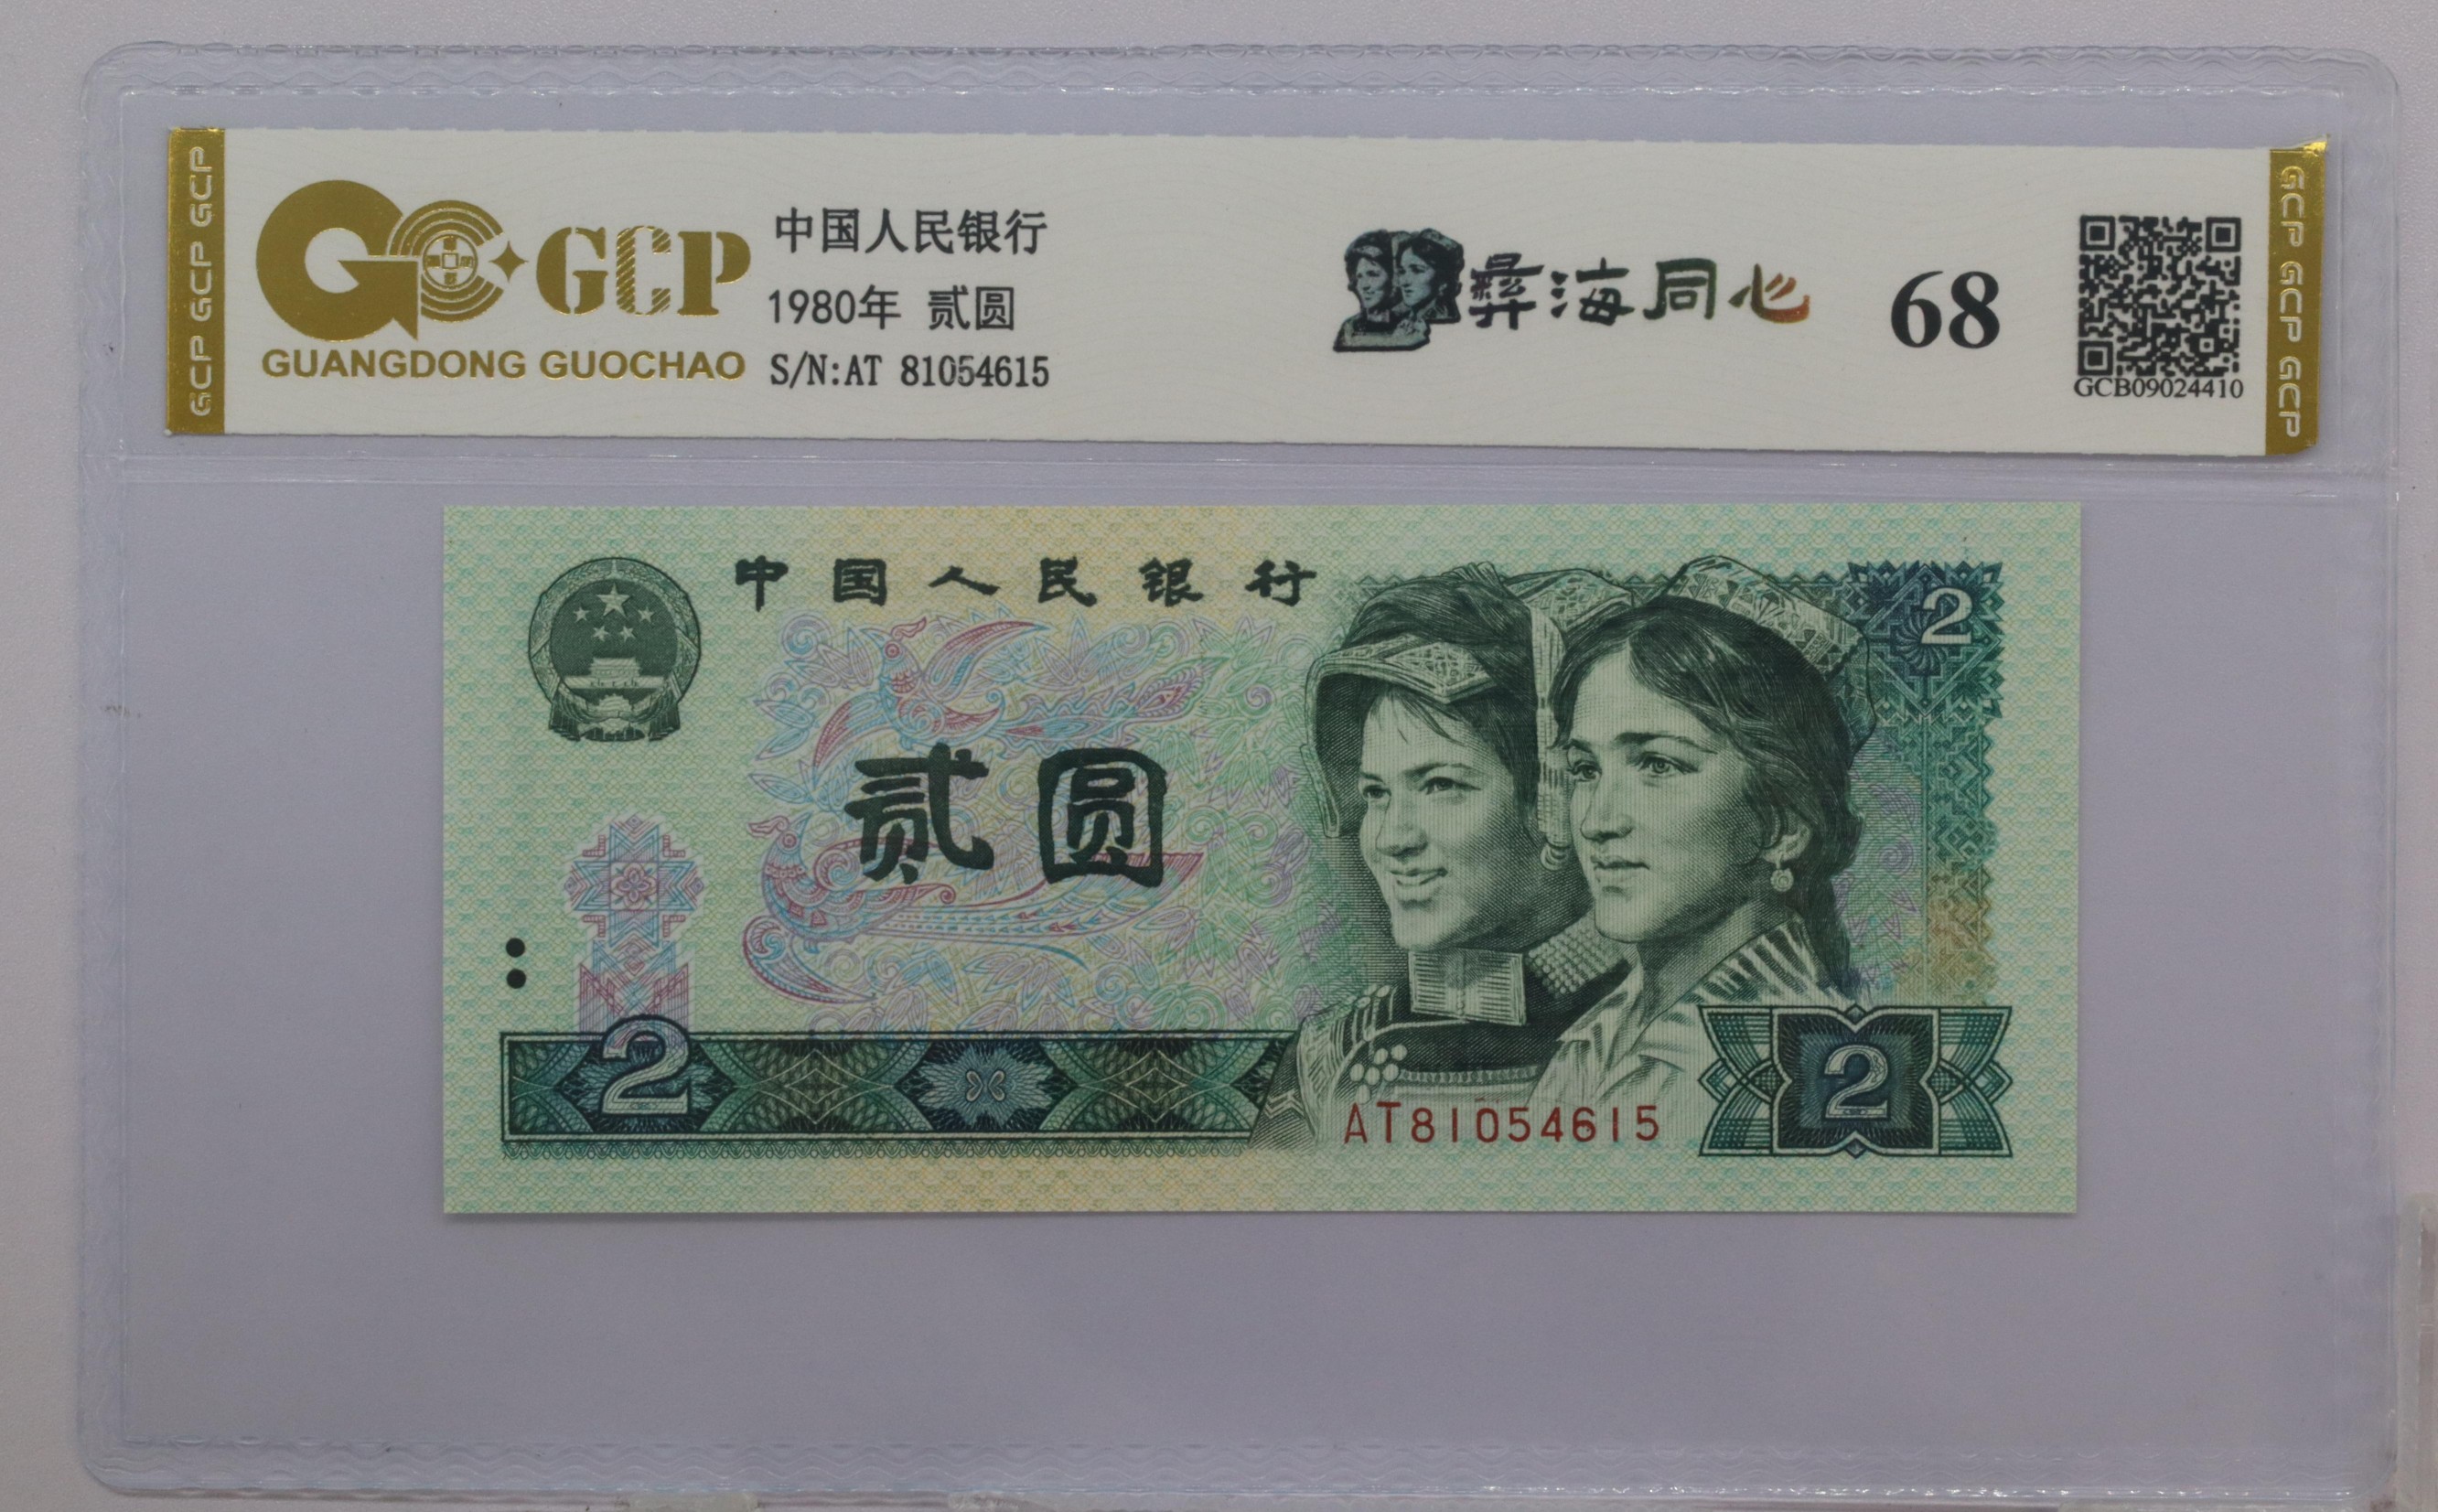 GCP GCP GCP
GCP
GUANGDONG GUOCHAO
中国人民银行
1980年 贰圆
S/N:AT 81054615
彝海同心
68
GCB09024410
GCP GCP GCP
中国人民银行
2
贰圆
2
AT81054615
2